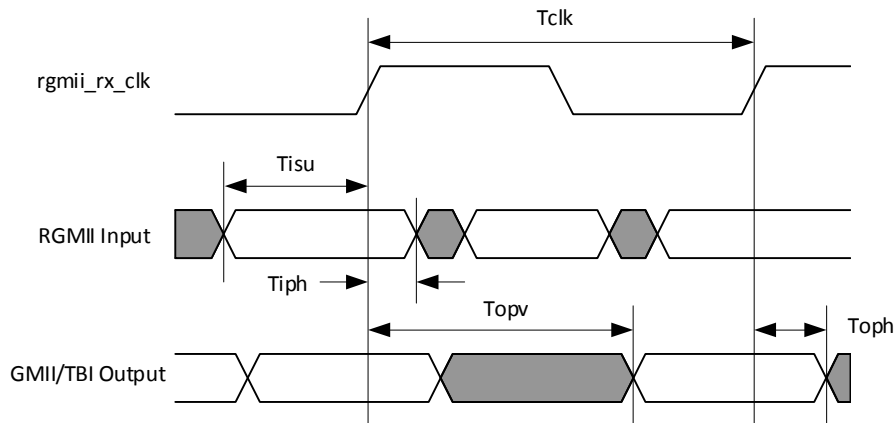 Tclk
rgmii_rx_clk
Tisu
RGMII Input
Tiph
Topv
Toph
GMII/TBI Output